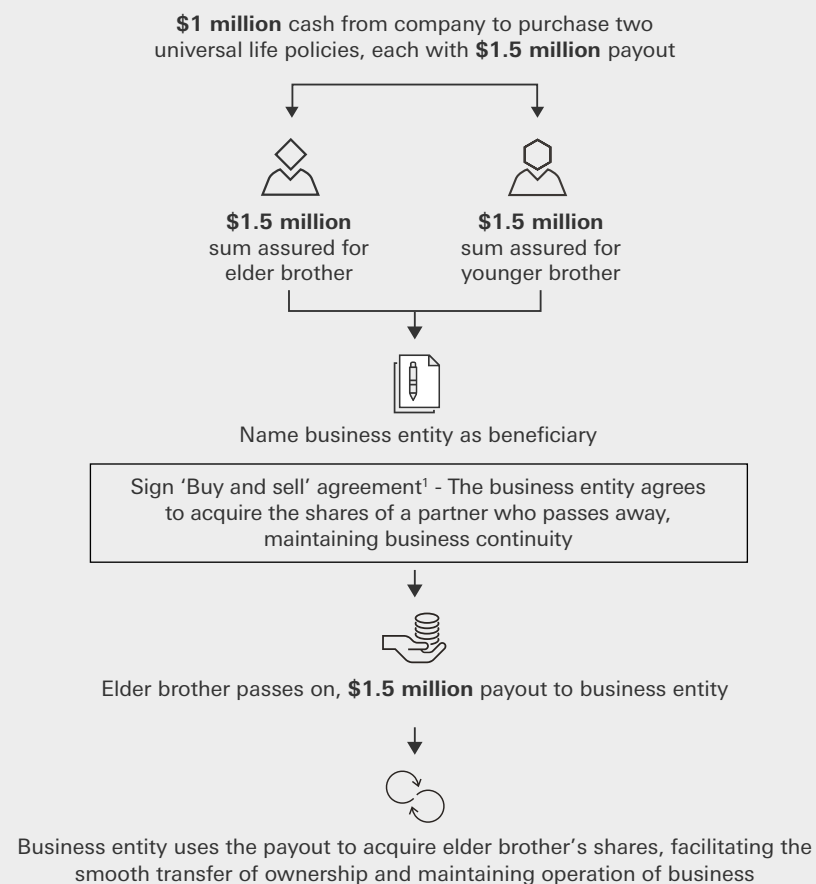 $1 million cash from company to purchase two
universal life policies, each with $1.5 million payout
$1.5 million
sum assured for
elder brother
$1.5 million
sum assured for
younger brother
Name business entity as beneficiary
Sign ‘Buy and sell’ agreement¹ - The business entity agrees
to acquire the shares of a partner who passes away,
maintaining business continuity
Elder brother passes on, $1.5 million payout to business entity
Business entity uses the payout to acquire elder brother’s shares, facilitating the
smooth transfer of ownership and maintaining operation of business